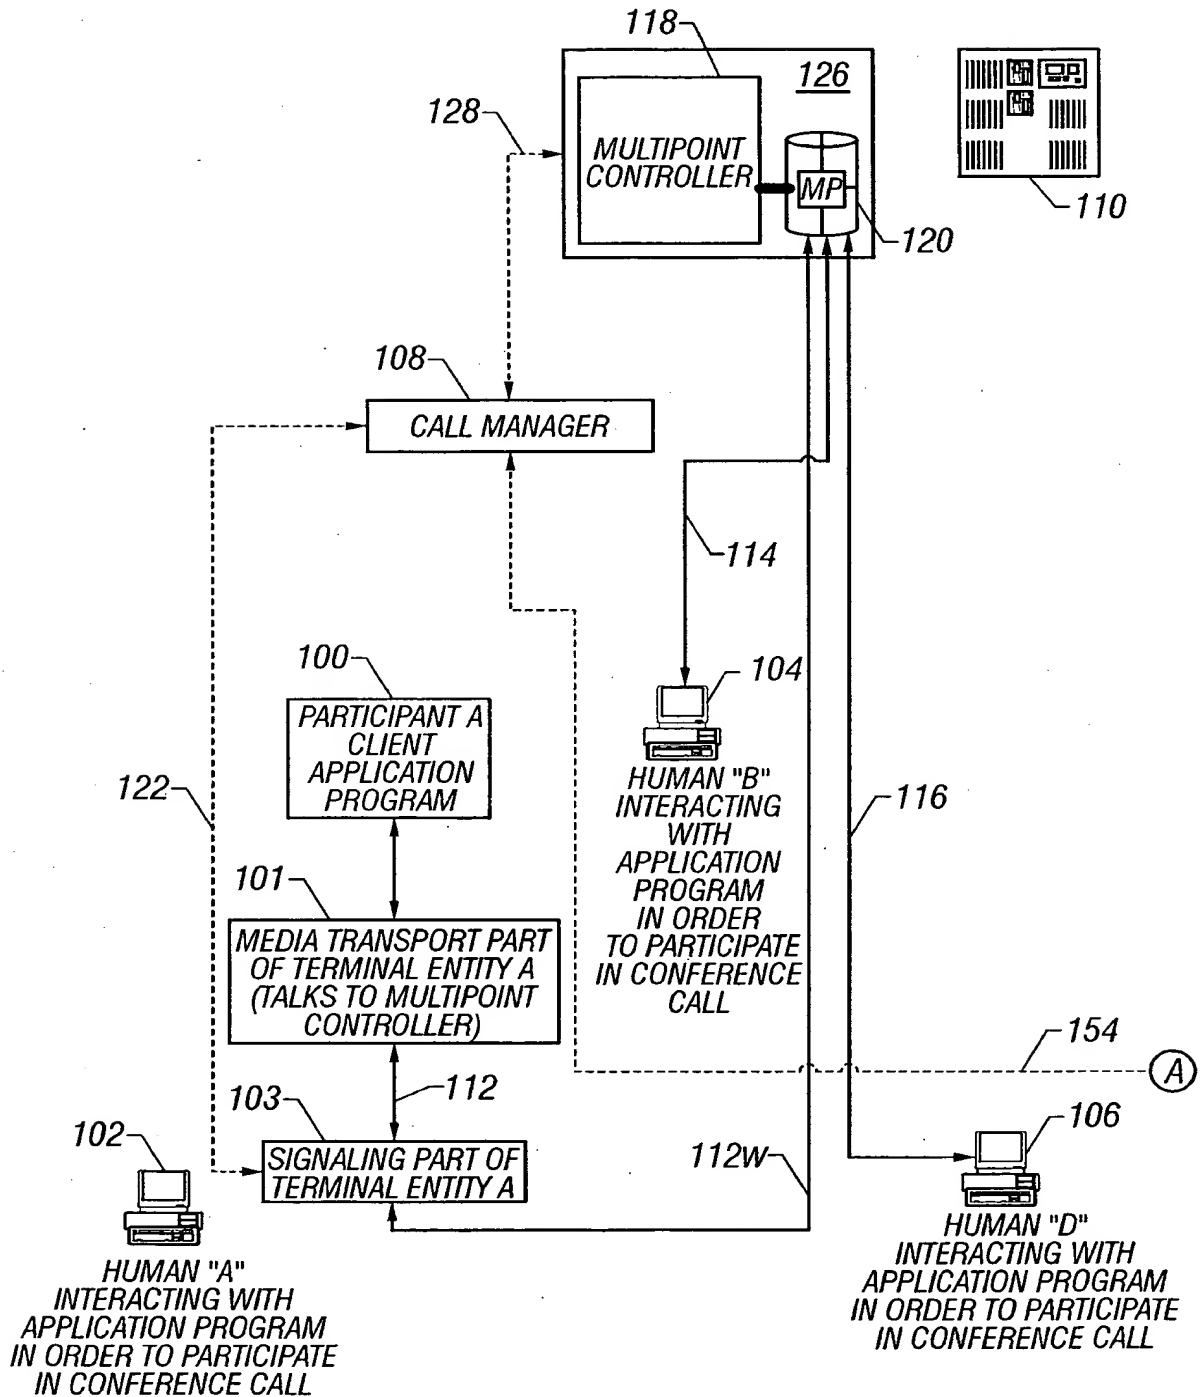 118
128
126
MULTIPOINT
CONTROLLER
MP
110
120
108
CALL MANAGER
114
100
PARTICIPANT A
CLIENT
APPLICATION
PROGRAM
104
HUMAN "B"
INTERACTING
WITH
APPLICATION
PROGRAM
IN ORDER
TO PARTICIPATE
IN CONFERENCE
CALL
122
116
101
MEDIA TRANSPORT PART
OF TERMINAL ENTITY A
(TALKS TO MULTIPOINT
CONTROLLER)
154
A
112
103
SIGNALING PART OF
TERMINAL ENTITY A
102
HUMAN "A"
INTERACTING WITH
APPLICATION PROGRAM
IN ORDER TO PARTICIPATE
IN CONFERENCE CALL
112W
106
HUMAN "D"
INTERACTING WITH
APPLICATION PROGRAM
IN ORDER TO PARTICIPATE
IN CONFERENCE CALL